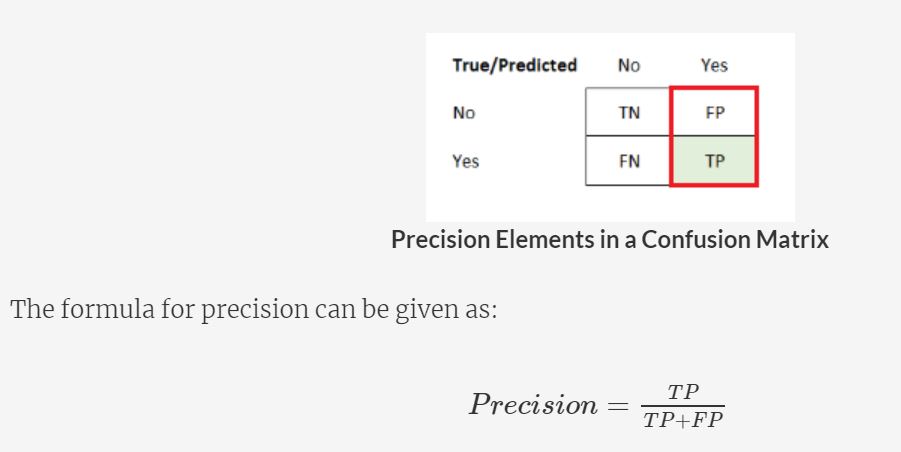 True/Predicted No Yes
No TN FP
Yes FN TP
Precision Elements in a Confusion Matrix
The formula for precision can be given as:
Precision = TP / TP+FP